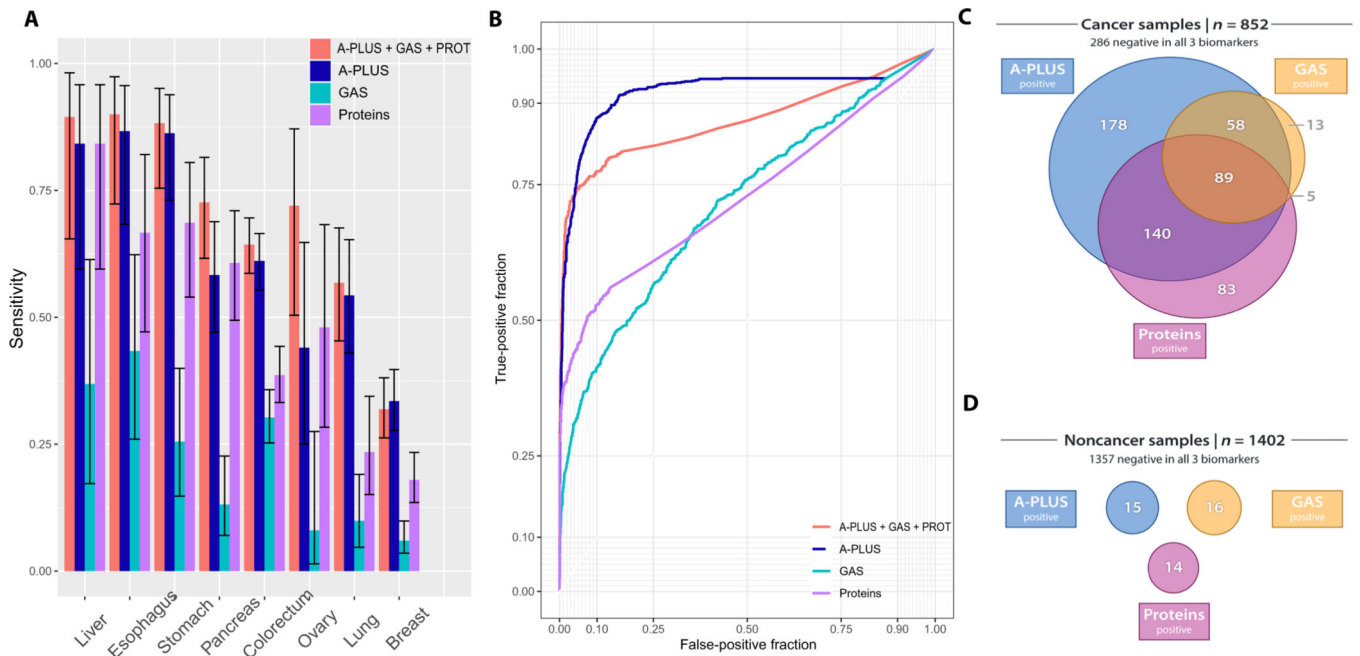 A
A-PLUS + GAS + PROT
A-PLUS
GAS
Proteins
1.00
0.75
0.50
0.25
0.00
Sensitivity
Liver
Esophagus
Stomach
Pancreas
Colorectum
Ovary
Lung
Breast
B
1.00
0.90
0.75
0.50
0.25
0.10
0.00
True-positive fraction
A-PLUS + GAS + PROT
A-PLUS
GAS
Proteins
0.00
0.10
0.25
0.50
0.75
0.90
1.00
False-positive fraction
C
Cancer samples | n = 852
286 negative in all 3 biomarkers
A-PLUS
positive
GAS
positive
178
58
13
89
5
140
83
Proteins
positive
D
Noncancer samples | n = 1402
1357 negative in all 3 biomarkers
A-PLUS
positive
15
16
GAS
positive
14
Proteins
positive